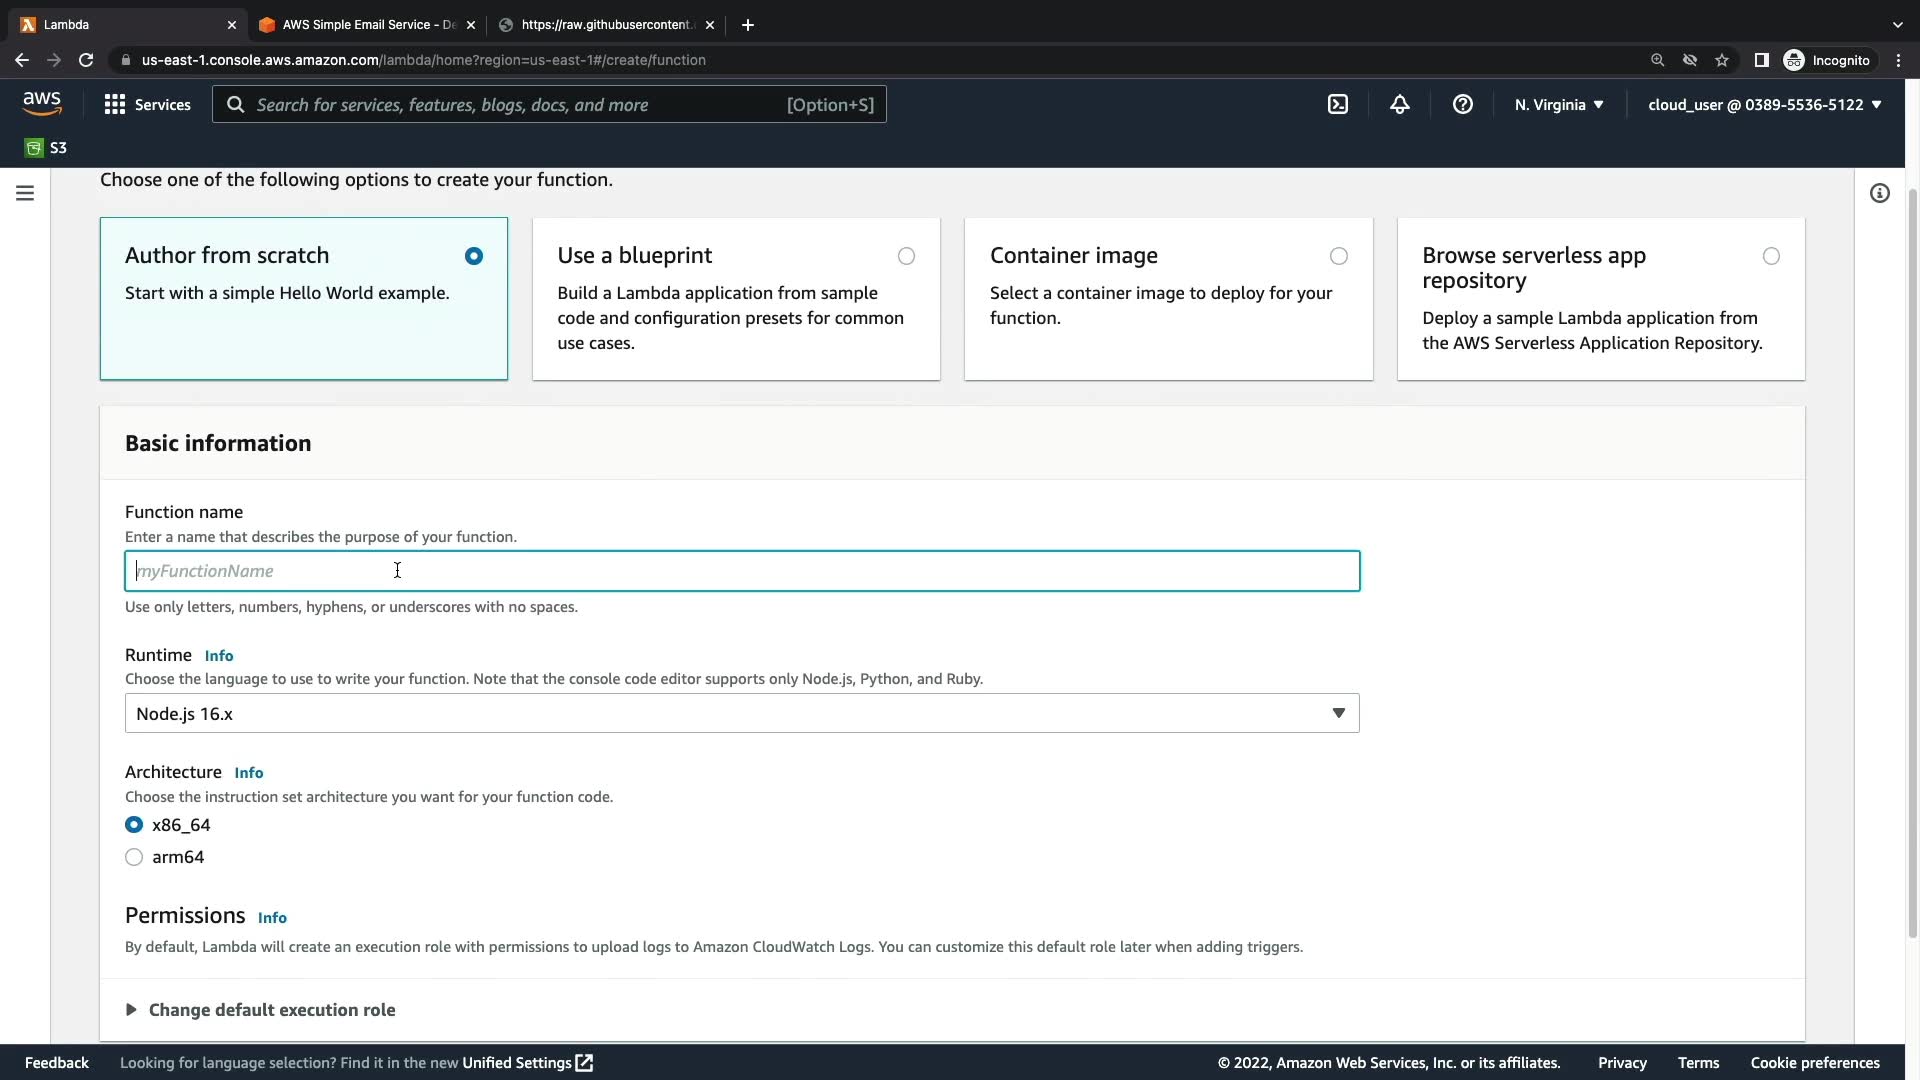 Lambda
AWS Simple Email Service - De
https://raw.githubusercontent.
us-east-1.console.aws.amazon.com/lambda/home?region=us-east-1#/create/function
Incognito
aws
Services
Search for services, features, blogs, docs, and more
[Option+S]
N. Virginia
cloud_user @ 0389-5536-5122
S3
Choose one of the following options to create your function.
Author from scratch
Start with a simple Hello World example.
Use a blueprint
Build a Lambda application from sample
code and configuration presets for common
use cases.
Container image
Select a container image to deploy for your
function.
Browse serverless app
repository
Deploy a sample Lambda application from
the AWS Serverless Application Repository.
Basic information
Function name
Enter a name that describes the purpose of your function.
myFunctionName
Use only letters, numbers, hyphens, or underscores with no spaces.
Runtime Info
Choose the language to use to write your function. Note that the console code editor supports only Node.js, Python, and Ruby.
Node.js 16.x
Architecture Info
Choose the instruction set architecture you want for your function code.
x86_64
arm64
Permissions Info
By default, Lambda will create an execution role with permissions to upload logs to Amazon CloudWatch Logs. You can customize this default role later when adding triggers.
Change default execution role
Feedback
Looking for language selection? Find it in the new Unified Settings
© 2022, Amazon Web Services, Inc. or its affiliates.
Privacy
Terms
Cookie preferences